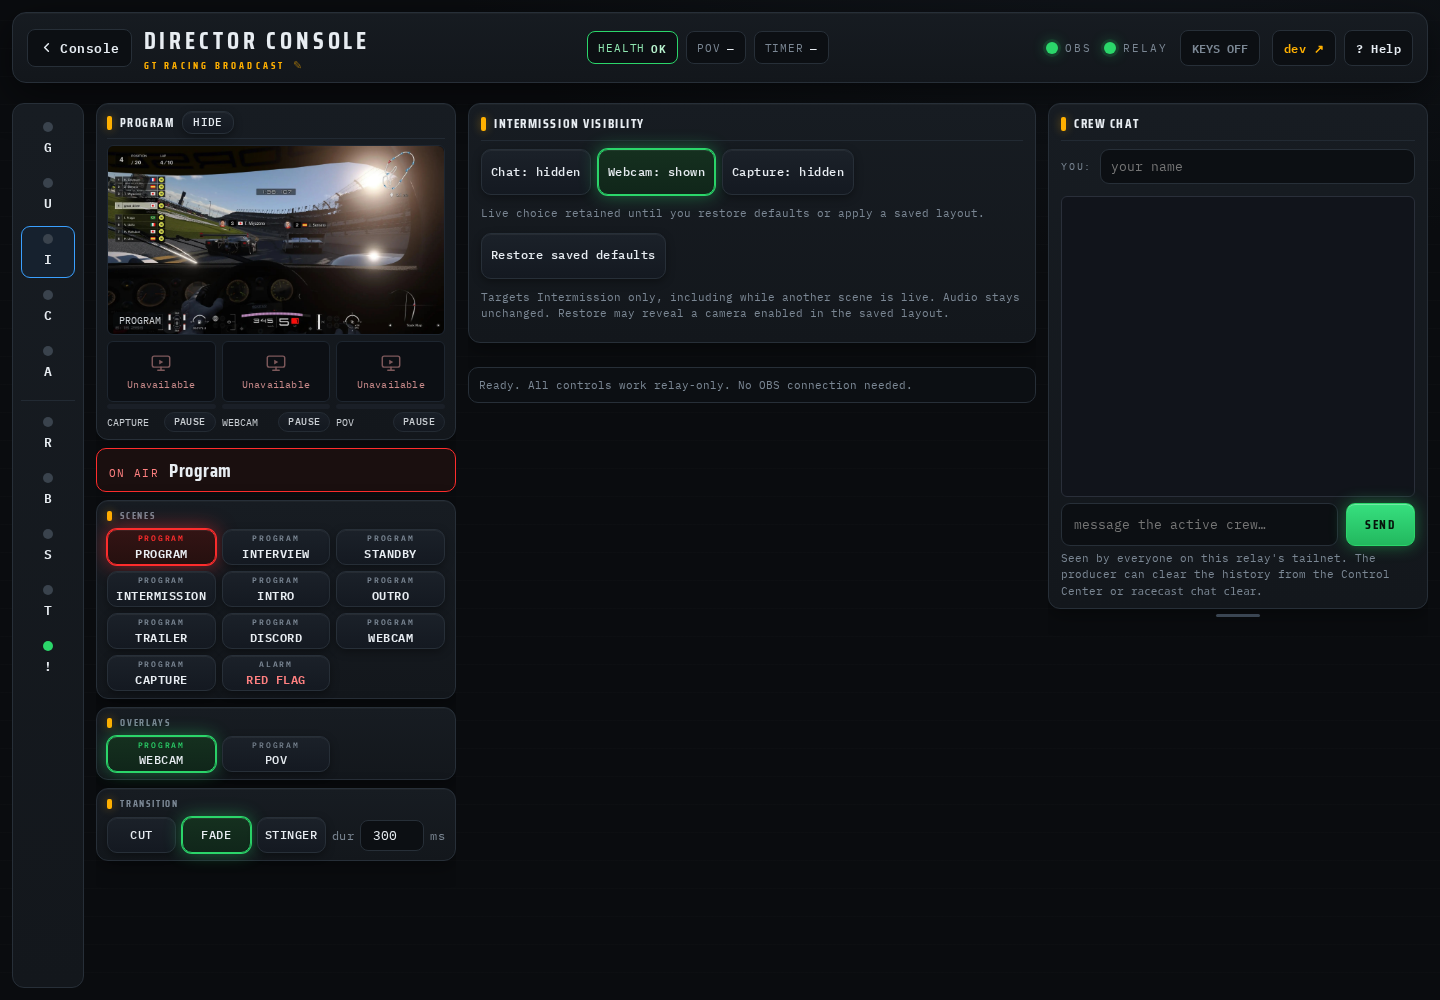 Console
DIRECTOR CONSOLE
GT RACING BROADCAST
HEALTH OK
POV –
TIMER –
OBS
RELAY
KEYS OFF
dev ↗
? Help
G
U
I
C
A
R
B
S
T
!
PROGRAM
HIDE
PROGRAM
Unavailable
Unavailable
Unavailable
CAPTURE
PAUSE
WEBCAM
PAUSE
POV
PAUSE
ON AIR Program
SCENES
PROGRAM
PROGRAM
PROGRAM
INTERVIEW
PROGRAM
STANDBY
PROGRAM
INTERMISSION
PROGRAM
INTRO
PROGRAM
OUTRO
PROGRAM
TRAILER
PROGRAM
DISCORD
PROGRAM
WEBCAM
PROGRAM
CAPTURE
ALARM
RED FLAG
OVERLAYS
PROGRAM
WEBCAM
PROGRAM
POV
TRANSITION
CUT
FADE
STINGER
dur
300
ms
INTERMISSION VISIBILITY
Chat: hidden
Webcam: shown
Capture: hidden
Live choice retained until you restore defaults or apply a saved layout.
Restore saved defaults
Targets Intermission only, including while another scene is live. Audio stays
unchanged. Restore may reveal a camera enabled in the saved layout.
Ready. All controls work relay-only. No OBS connection needed.
CREW CHAT
YOU:
your name
message the active crew…
SEND
Seen by everyone on this relay's tailnet. The
producer can clear the history from the Control
Center or racecast chat clear.